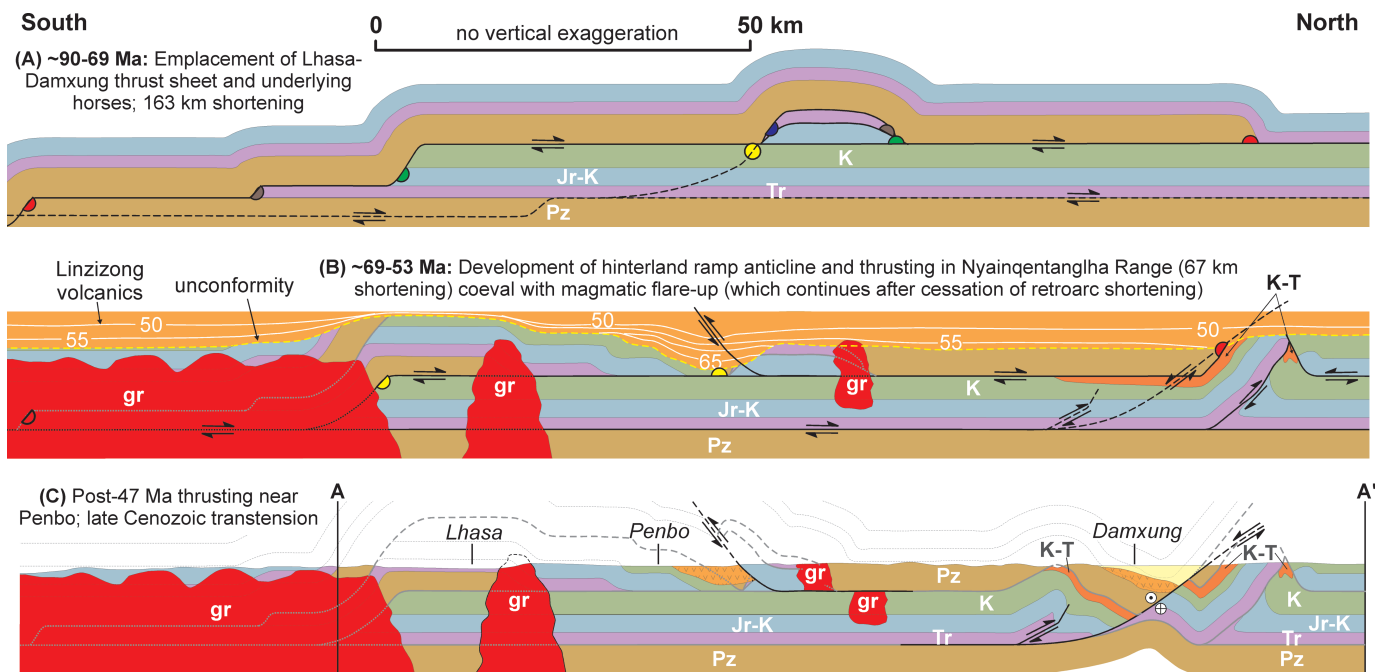 South
0
50 km
North
no vertical exaggeration
(A) ~90-69 Ma: Emplacement of Lhasa-
Damxung thrust sheet and underlying
horses; 163 km shortening
K
Jr-K
Tr
Pz
(B) ~69-53 Ma: Development of hinterland ramp anticline and thrusting in Nyainqentanglha Range (67 km
shortening) coeval with magmatic flare-up (which continues after cessation of retroarc shortening)
Linzizong
volcanics
unconformity
K-T
50
50
50
55
55
65
gr
gr
gr
K
Jr-K
Pz
(C) Post-47 Ma thrusting near
Penbo; late Cenozoic transtension
A
A'
Lhasa
Penbo
Damxung
K-T
K-T
gr
gr
gr
gr
Pz
K
K
Jr-K
Jr-K
Tr
Tr
Pz
Pz